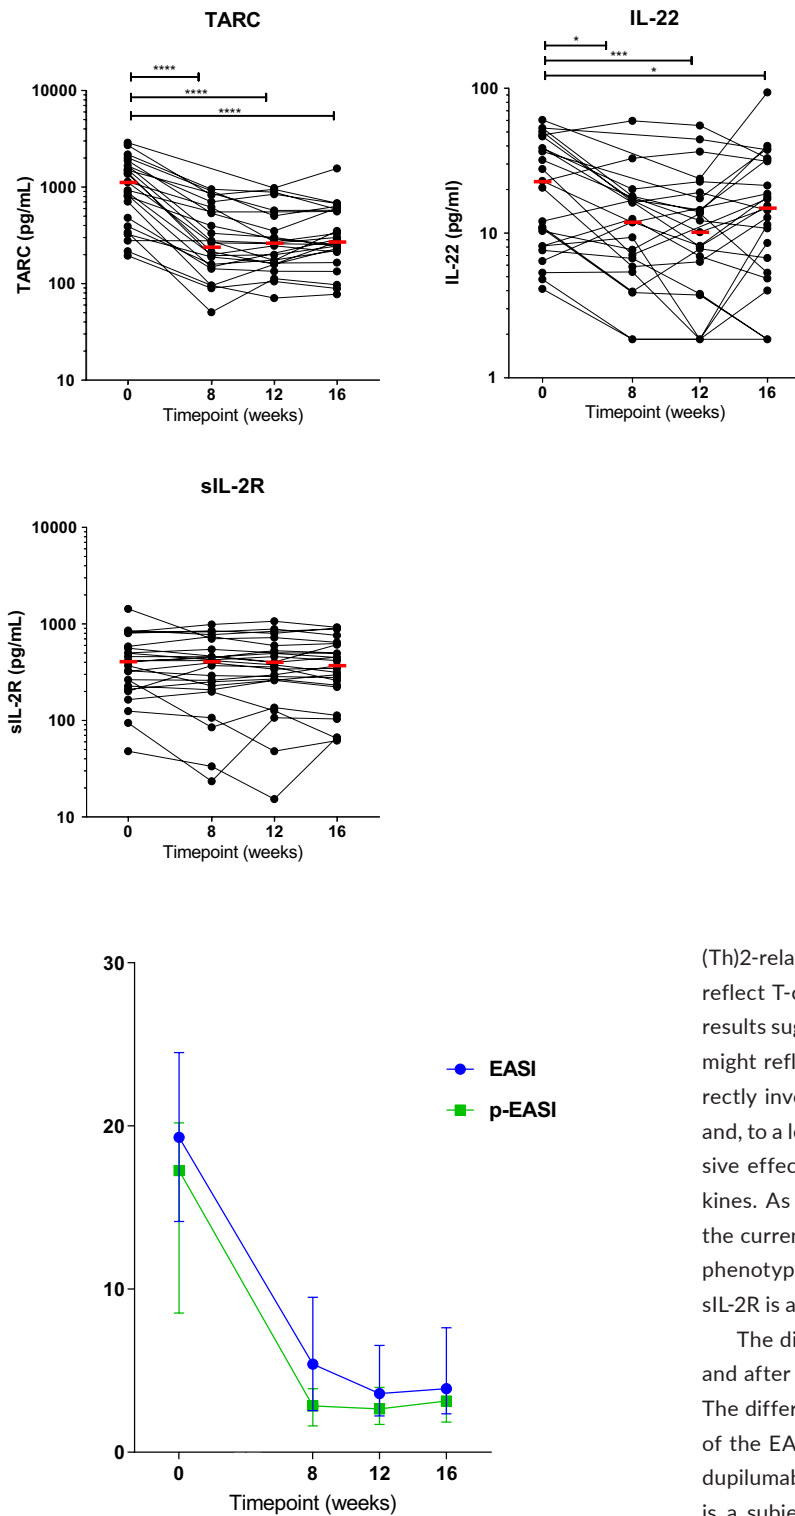 TARC
****
****
****
10000
1000
100
10
TARC (pg/mL)
0 8 12 16
Timepoint (weeks)
IL-22
*
***
*
100
10
1
IL-22 (pg/ml)
0 8 12 16
Timepoint (weeks)
sIL-2R
10000
1000
100
10
sIL-2R (pg/mL)
0 8 12 16
Timepoint (weeks)
30
20
10
0
EASI
p-EASI
0 8 12 16
Timepoint (weeks)
(Th)2-rela
reflect T-c
results sug
might refl
rectly inv
and, to a l
sive effec
kines. As
the curren
phenotyp
sIL-2R is a
The di
and after
The differ
of the EA
dupilumab
is a subje